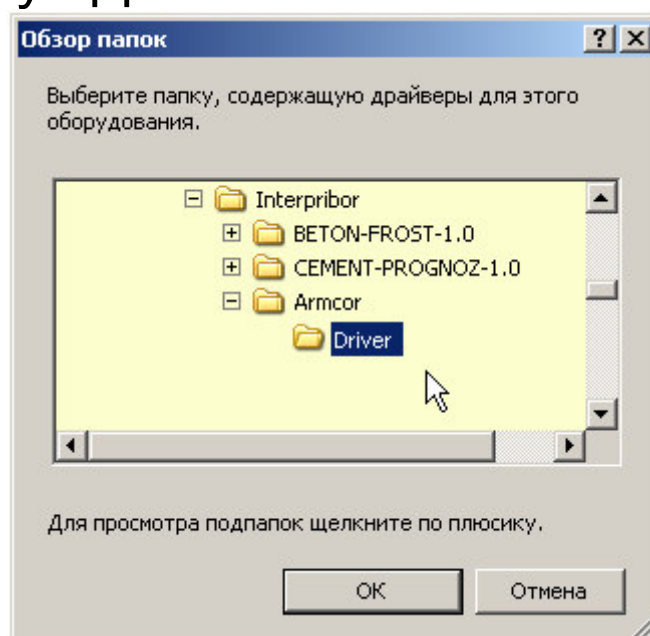 Обзор папок
Выберите папку, содержащую драйверы для этого
оборудования.
Interpribor
BETON-FROST-1.0
CEMENT-PROGNOZ-1.0
Armcor
Driver
Для просмотра подпапок щелкните по плюсику.
ОК
Отмена